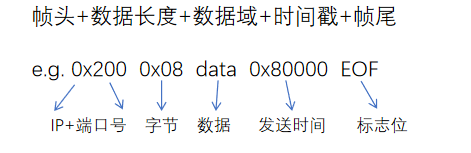 帧头+数据长度+数据域+时间戳+帧尾
e.g. 0x200 0x08 data 0x80000 EOF
IP+端口号 字节 数据 发送时间 标志位